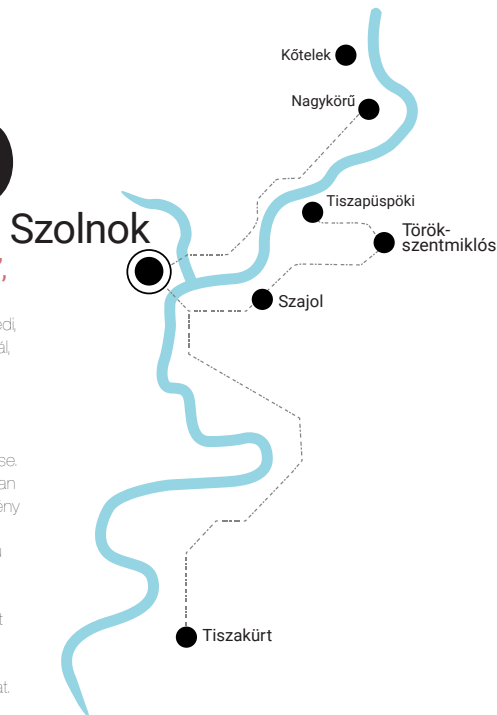 Kőtelek
Nagykörű
Tiszapüspöki
Szolnok
Török-
szentmiklós
Szajol
Tiszakürt